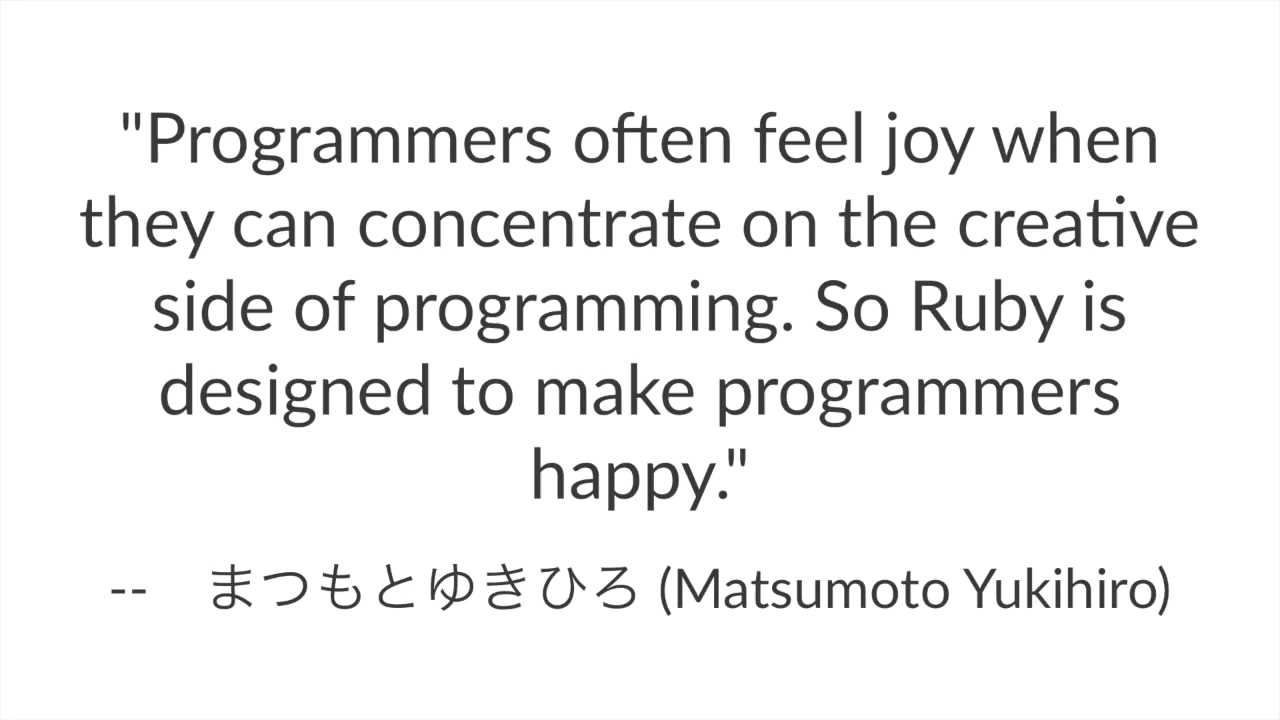 "Programmers often feel joy when
they can concentrate on the creative
side of programming. So Ruby is
designed to make programmers
happy."
-- まつもとゆきひろ (Matsumoto Yukihiro)